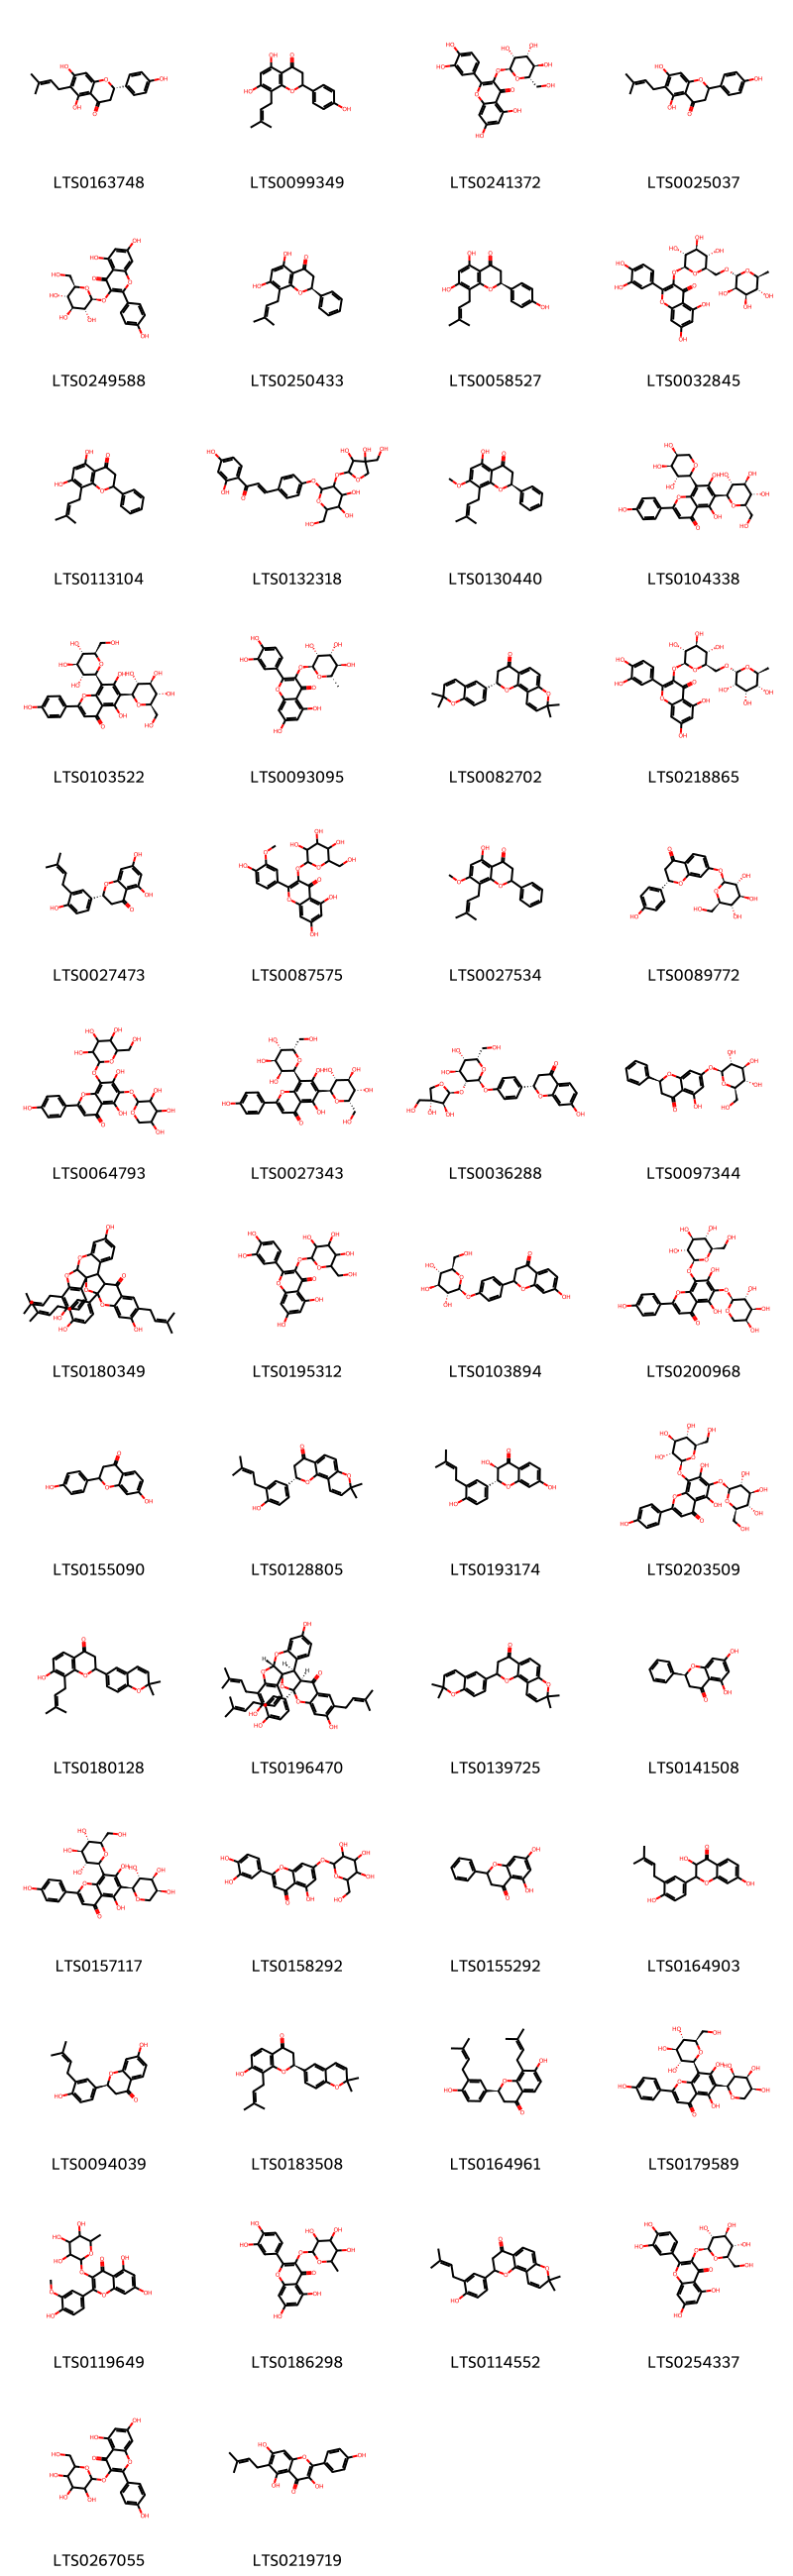 LTS0163748 LTS0099349 LTS0241372 LTS0025037
LTS0249588 LTS0250433 LTS0058527 LTS0032845
LTS0113104 LTS0132318 LTS0130440 LTS0104338
LTS0103522 LTS0093095 LTS0082702 LTS0218865
LTS0027473 LTS0087575 LTS0027534 LTS0089772
LTS0064793 LTS0027343 LTS0036288 LTS0097344
LTS0180349 LTS0195312 LTS0103894 LTS0200968
LTS0155090 LTS0128805 LTS0193174 LTS0203509
LTS0180128 LTS0196470 LTS0139725 LTS0141508
LTS0157117 LTS0158292 LTS0155292 LTS0164903
LTS0094039 LTS0183508 LTS0164961 LTS0179589
LTS0119649 LTS0186298 LTS0114552 LTS0254337
LTS0267055 LTS0219719